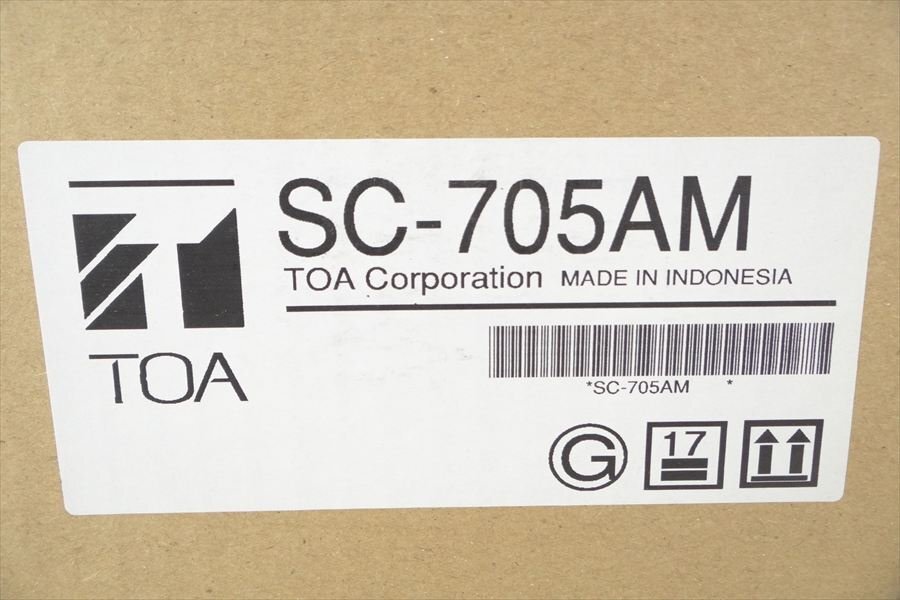 SC-705AM
TOA Corporation MADE IN INDONESIA
TOA
*SC-705AM *
G 17